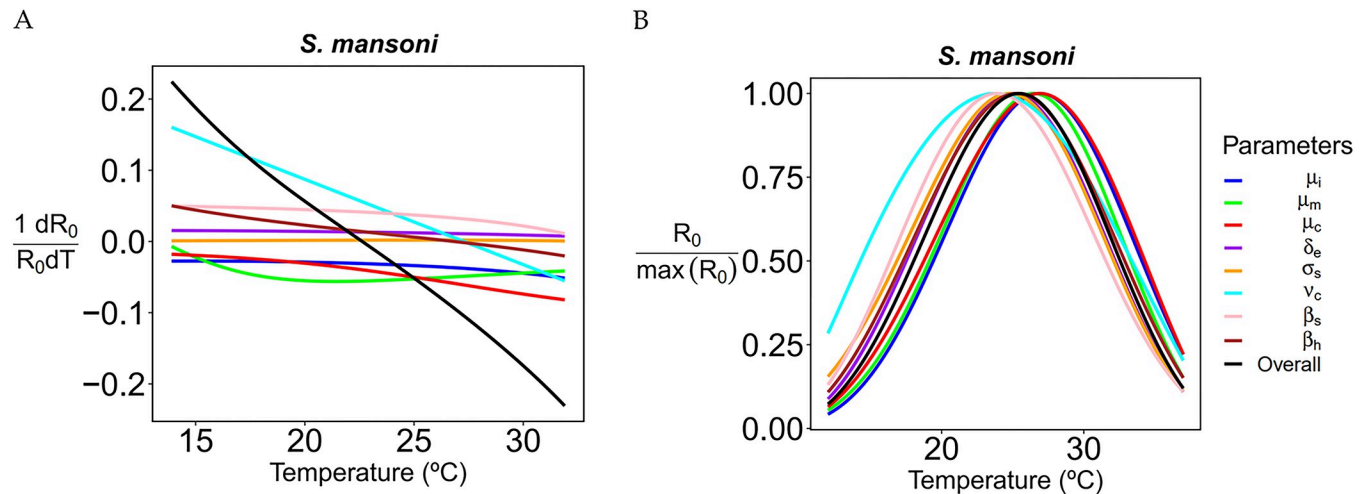 A
S. mansoni
0.2
0.1
0.0
−0.1
−0.2
1 dR₀
R₀dT
15 20 25 30
Temperature (ºC)
B
S. mansoni
1.00
0.75
0.50
0.25
0.00
R₀
max (R₀)
20 30
Temperature (ºC)
Parameters
μᵢ
μₘ
μ_c
δₑ
σₛ
ν_c
βₛ
βₕ
Overall